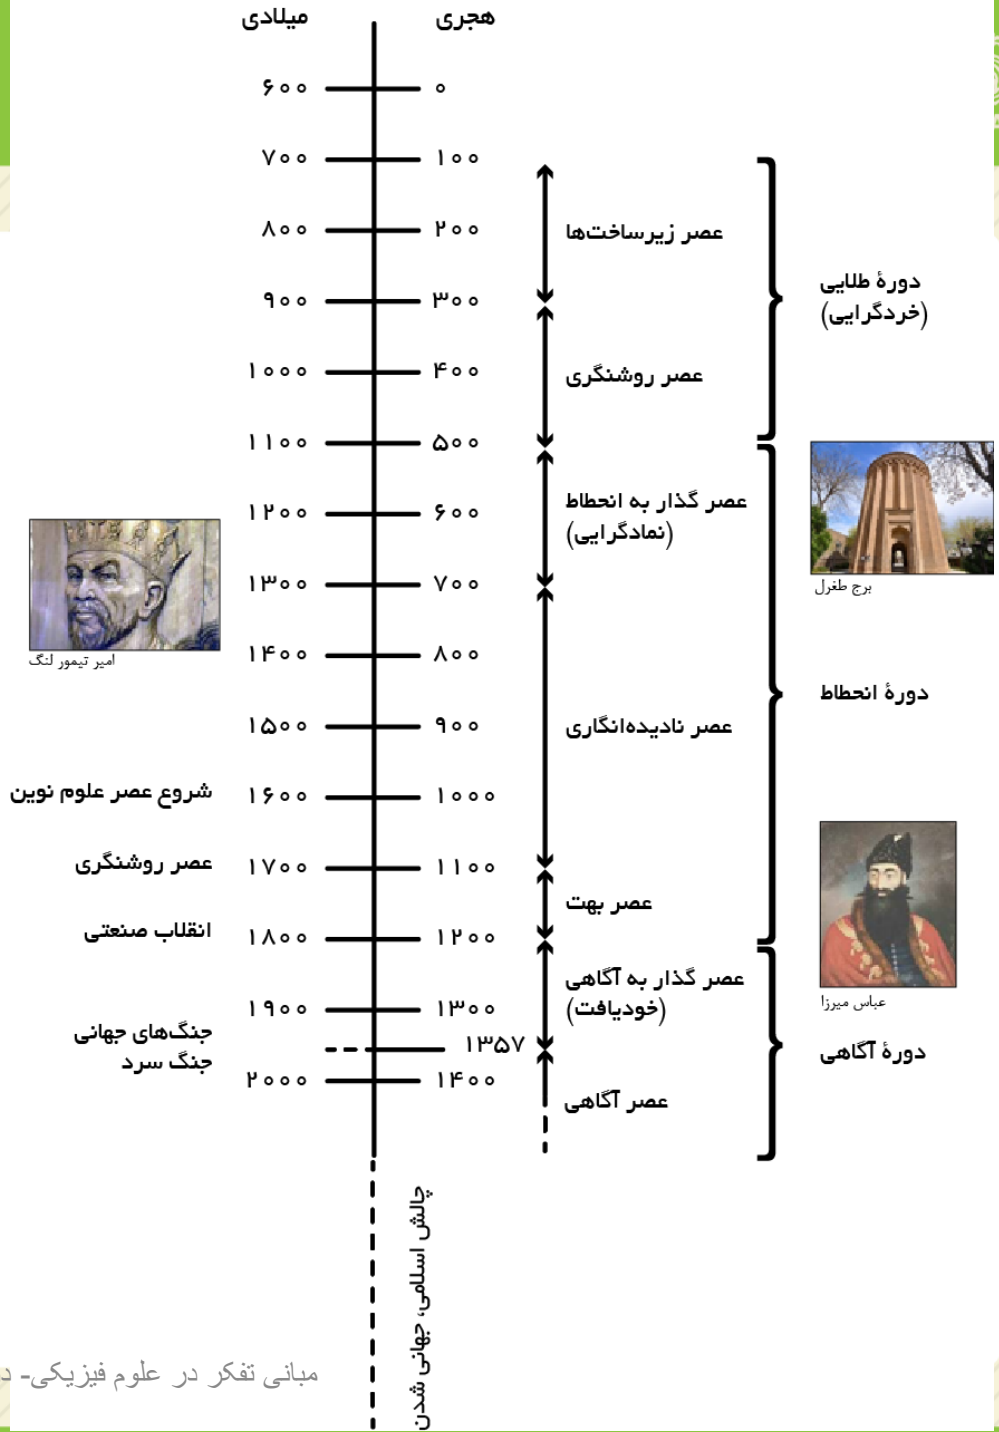 میلادی
هجری
۶۰۰
۰
۷۰۰
۱۰۰
۸۰۰
۲۰۰
عصر زیرساخت‌ها
دورهٔ طلایی
(خردگرایی)
۹۰۰
۳۰۰
۱۰۰۰
۴۰۰
عصر روشنگری
۱۱۰۰
۵۰۰
۱۲۰۰
۶۰۰
عصر گذار به انحطاط
(نمادگرایی)
برج طغرل
۱۳۰۰
۷۰۰
امیر تیمور لنگ
۱۴۰۰
۸۰۰
دورهٔ انحطاط
۱۵۰۰
۹۰۰
عصر نادیده‌انگاری
شروع عصر علوم نوین
۱۶۰۰
۱۰۰۰
عصر روشنگری
۱۷۰۰
۱۱۰۰
عصر بهت
انقلاب صنعتی
۱۸۰۰
۱۲۰۰
عصر گذار به آگاهی
(خودیافت)
عباس میرزا
۱۹۰۰
۱۳۰۰
جنگ‌های جهانی
جنگ سرد
۱۳۵۷
دورهٔ آگاهی
۲۰۰۰
۱۴۰۰
عصر آگاهی
چالش اسلامی، جهانی شدن
مبانی تفکر در علوم فیزیکی-